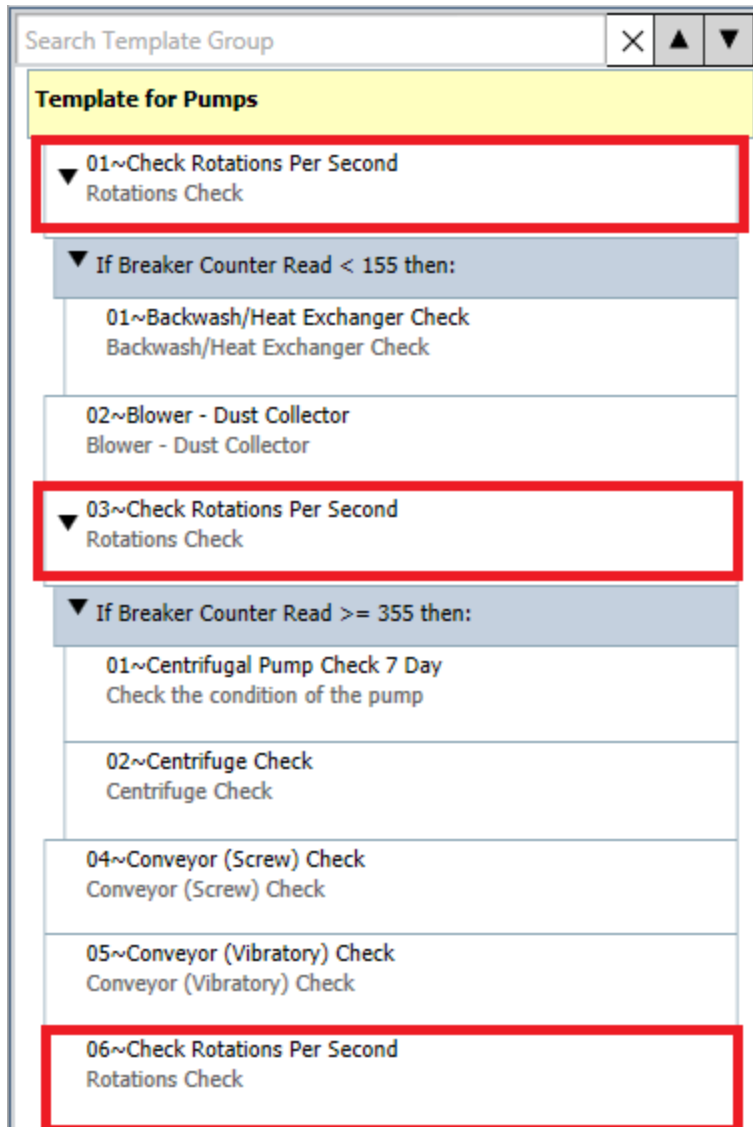 Search Template Group
Template for Pumps
01~Check Rotations Per Second
Rotations Check
If Breaker Counter Read < 155 then:
01~Backwash/Heat Exchanger Check
Backwash/Heat Exchanger Check
02~Blower - Dust Collector
Blower - Dust Collector
03~Check Rotations Per Second
Rotations Check
If Breaker Counter Read >= 355 then:
01~Centrifugal Pump Check 7 Day
Check the condition of the pump
02~Centrifuge Check
Centrifuge Check
04~Conveyor (Screw) Check
Conveyor (Screw) Check
05~Conveyor (Vibratory) Check
Conveyor (Vibratory) Check
06~Check Rotations Per Second
Rotations Check